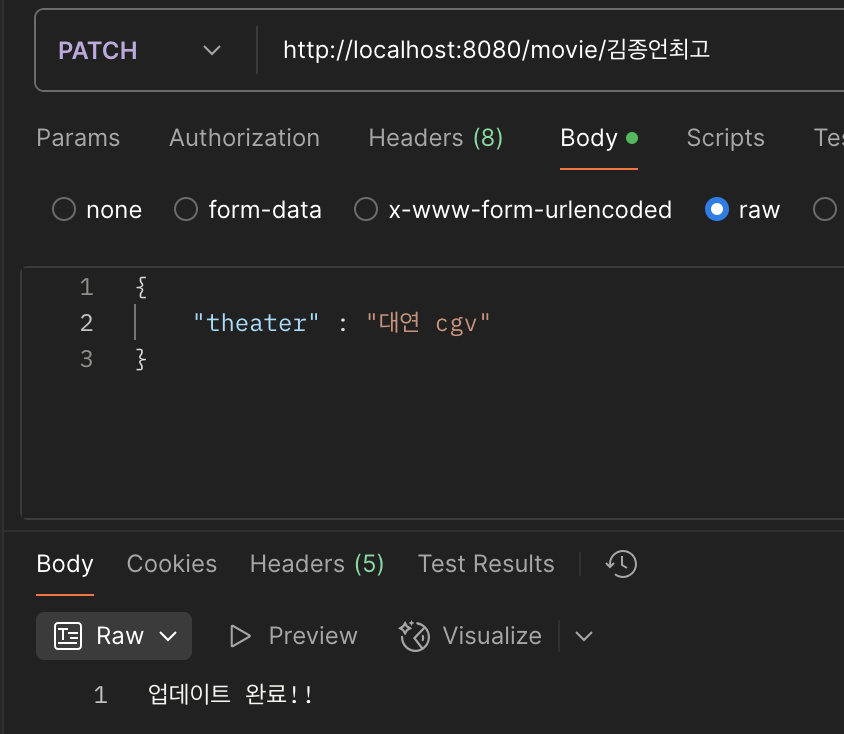 PATCH http://localhost:8080/movie/김종언최고
Params Authorization Headers (8) Body Scripts
none form-data x-www-form-urlencoded raw
1 {
2 "theater" : "대연 cgv"
3 }
Body Cookies Headers (5) Test Results
Raw Preview Visualize
1 업데이트 완료!!